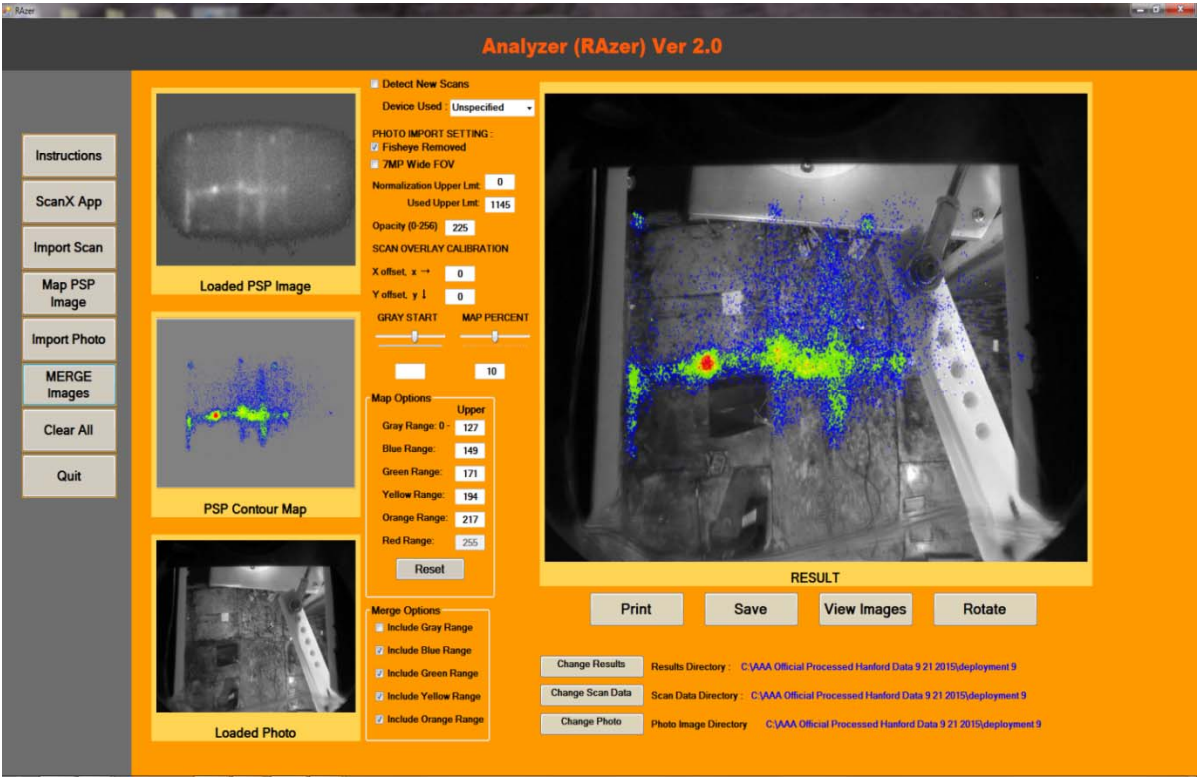 RAzer
Analyzer (RAzer) Ver 2.0
Instructions
ScanX App
Import Scan
Map PSP
Image
Import Photo
MERGE
Images
Clear All
Quit
Loaded PSP Image
PSP Contour Map
Loaded Photo
Detect New Scans
Device Used : Unspecified
PHOTO IMPORT SETTING :
Fisheye Removed
7MP Wide FOV
Normalization Upper Lmt: 0
Used Upper Lmt: 1145
Opacity (0-256) 225
SCAN OVERLAY CALIBRATION
X offset, x → 0
Y offset, y ↓ 0
GRAY START MAP PERCENT
10
Map Options
Upper
Gray Range: 0 - 127
Blue Range: 149
Green Range: 171
Yellow Range: 194
Orange Range: 217
Red Range: 255
Reset
Merge Options
Include Gray Range
Include Blue Range
Include Green Range
Include Yellow Range
Include Orange Range
RESULT
Print Save View Images Rotate
Change Results Results Directory : C:\AAA Official Processed Hanford Data 9 21 2015\deployment 9
Change Scan Data Scan Data Directory : C:\AAA Official Processed Hanford Data 9 21 2015\deployment 9
Change Photo Photo Image Directory C:\AAA Official Processed Hanford Data 9 21 2015\deployment 9